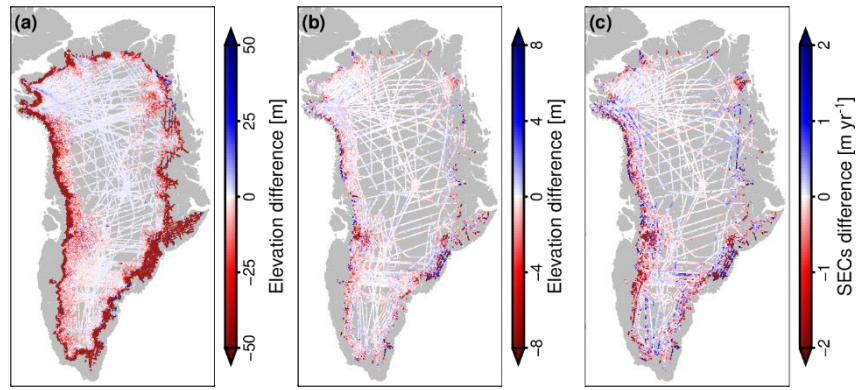 (a)
50
25
0
−25
−50
Elevation difference [m]
(b)
8
4
0
−4
−8
Elevation difference [m]
(c)
2
1
0
−1
−2
SECs difference [m yr⁻¹]